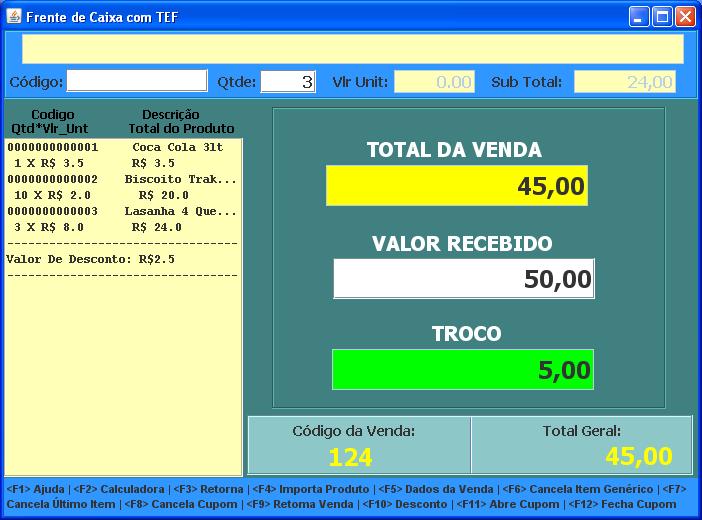 Frente de Caixa com TEF
Código: Qtde: 3 Vlr Unit: 0.00 Sub Total: 24,00
Codigo Descrição
Qtd*Vlr_Unt Total do Produto
0000000000001 Coca Cola 3lt
1 X R$ 3.5 R$ 3.5
0000000000002 Biscoito Trak...
10 X R$ 2.0 R$ 20.0
0000000000003 Lasanha 4 Que...
3 X R$ 8.0 R$ 24.0
-----------------------------------
Valor De Desconto: R$2.5
-----------------------------------
TOTAL DA VENDA
45,00
VALOR RECEBIDO
50,00
TROCO
5,00
Código da Venda: Total Geral:
124 45,00
<F1> Ajuda | <F2> Calculadora | <F3> Retorna | <F4> Importa Produto | <F5> Dados da Venda | <F6> Cancela Item Genérico | <F7>
Cancela Último Item | <F8> Cancela Cupom | <F9> Retoma Venda | <F10> Desconto | <F11> Abre Cupom | <F12> Fecha Cupom